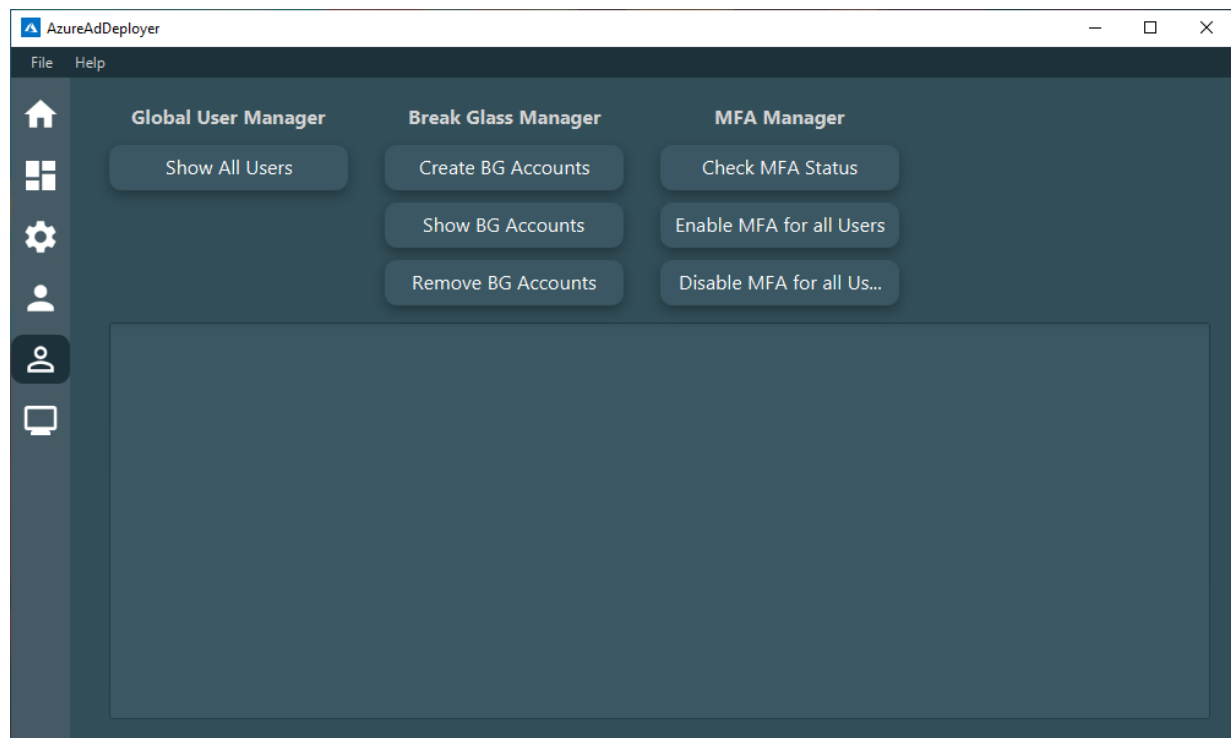 AzureAdDeployer
File Help
Global User Manager
Show All Users
Break Glass Manager
Create BG Accounts
Show BG Accounts
Remove BG Accounts
MFA Manager
Check MFA Status
Enable MFA for all Users
Disable MFA for all Us...